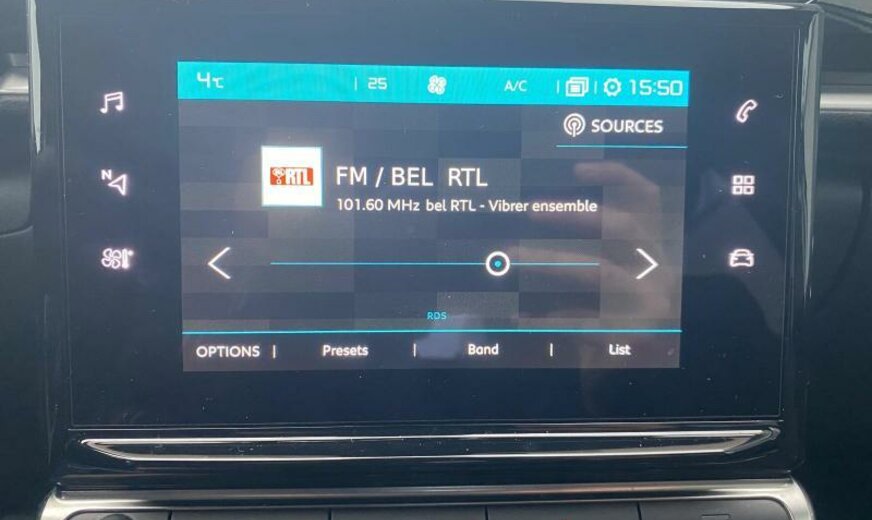 4°C 25 A/C 15:50
SOURCES
N
RTL
FM / BEL RTL
101.60 MHz bel RTL - Vibrer ensemble
RDS
OPTIONS | Presets | Band | List